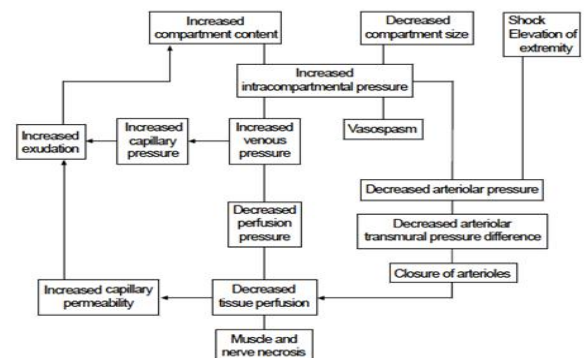 Increased
compartment content
Decreased
compartment size
Shock
Elevation of
extremity
Increased
intracompartmental pressure
Vasospasm
Increased
exudation
Increased
capillary
pressure
Increased
venous
pressure
Decreased arteriolar pressure
Decreased
perfusion
pressure
Decreased arteriolar
transmural pressure difference
Closure of arterioles
Increased capillary
permeability
Decreased
tissue perfusion
Muscle and
nerve necrosis